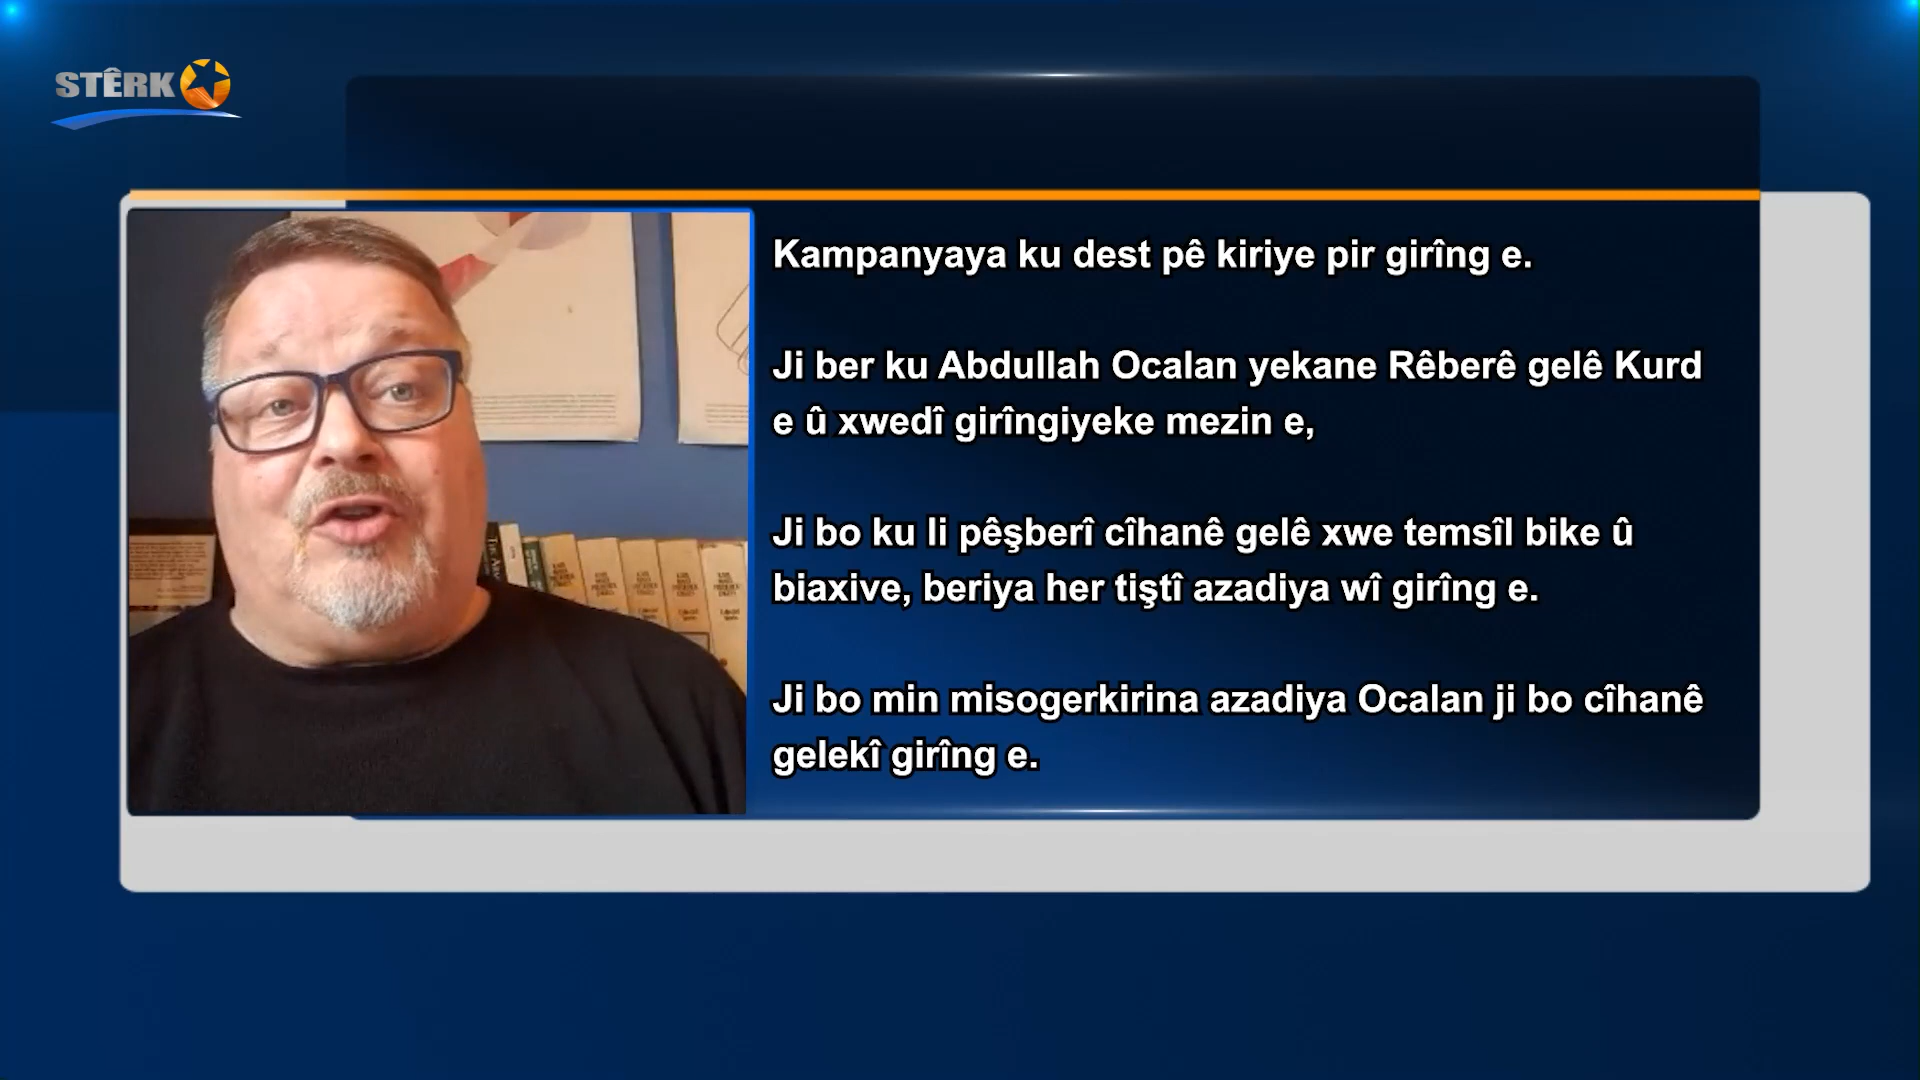 STÊRK
Kampanyaya ku dest pê kiriye pir girîng e.
Ji ber ku Abdullah Ocalan yekane Rêberê gelê Kurd
e û xwedî girîngiyeke mezin e,
Ji bo ku li pêşberî cîhanê gelê xwe temsîl bike û
biaxive, beriya her tiştî azadiya wî girîng e.
Ji bo min misogerkirina azadiya Ocalan ji bo cîhanê
gelekî girîng e.